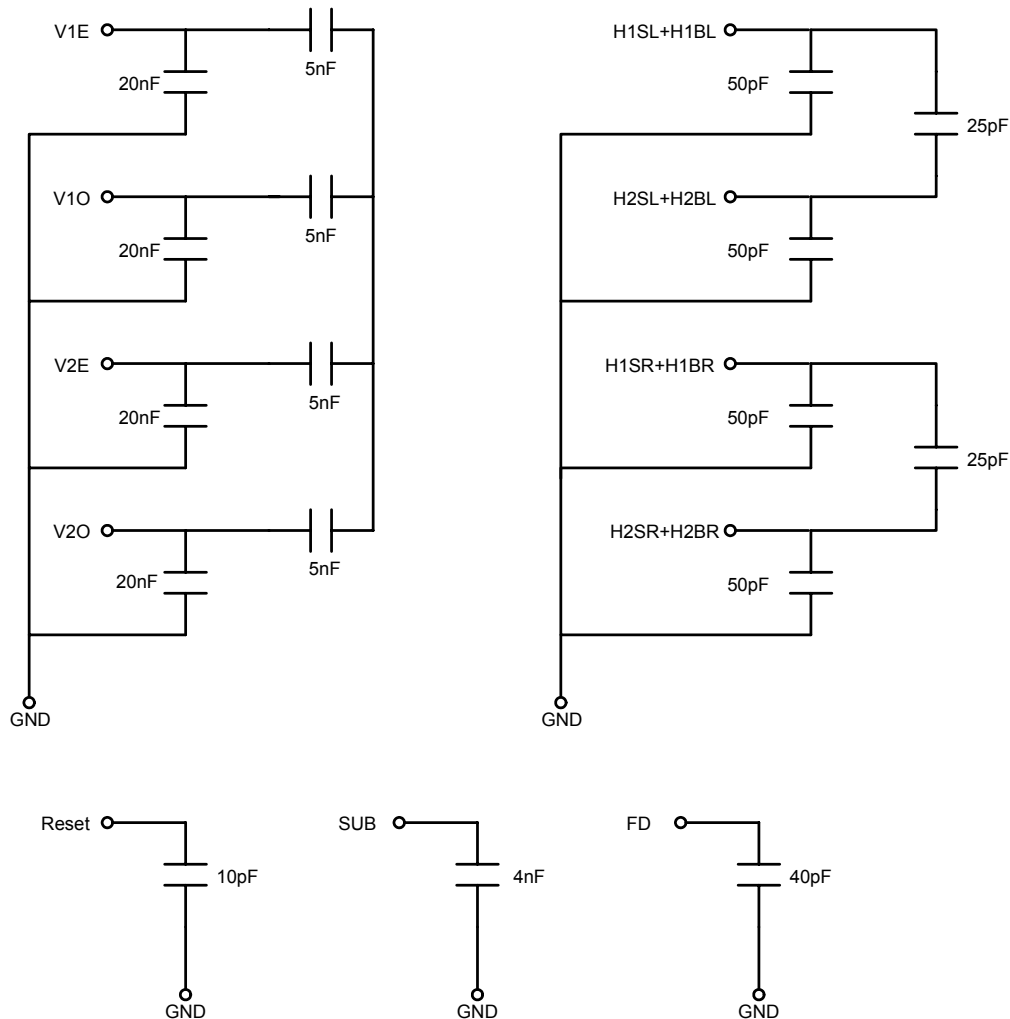 V1E
5nF
20nF
V1O
5nF
20nF
V2E
5nF
20nF
V2O
5nF
20nF
GND
H1SL+H1BL
50pF
25pF
H2SL+H2BL
50pF
H1SR+H1BR
50pF
25pF
H2SR+H2BR
50pF
GND
Reset
10pF
GND
SUB
4nF
GND
FD
40pF
GND